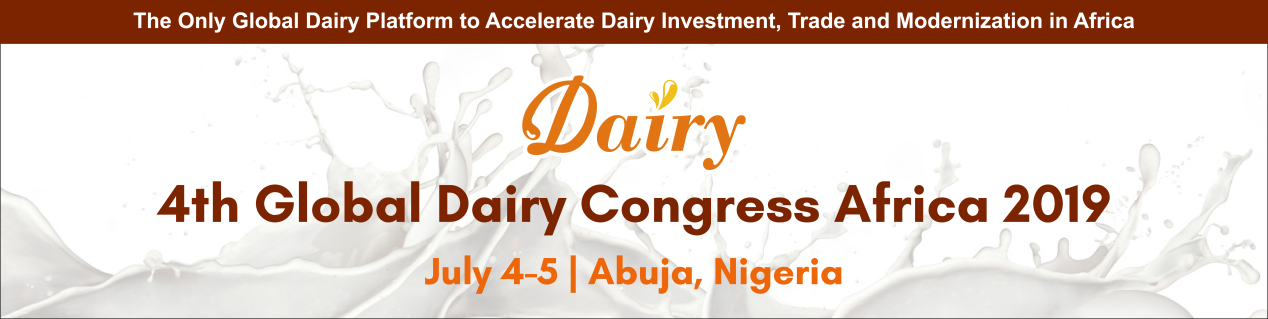 The Only Global Dairy Platform to Accelerate Dairy Investment, Trade and Modernization in Africa
Dairy
4th Global Dairy Congress Africa 2019
July 4-5 | Abuja, Nigeria